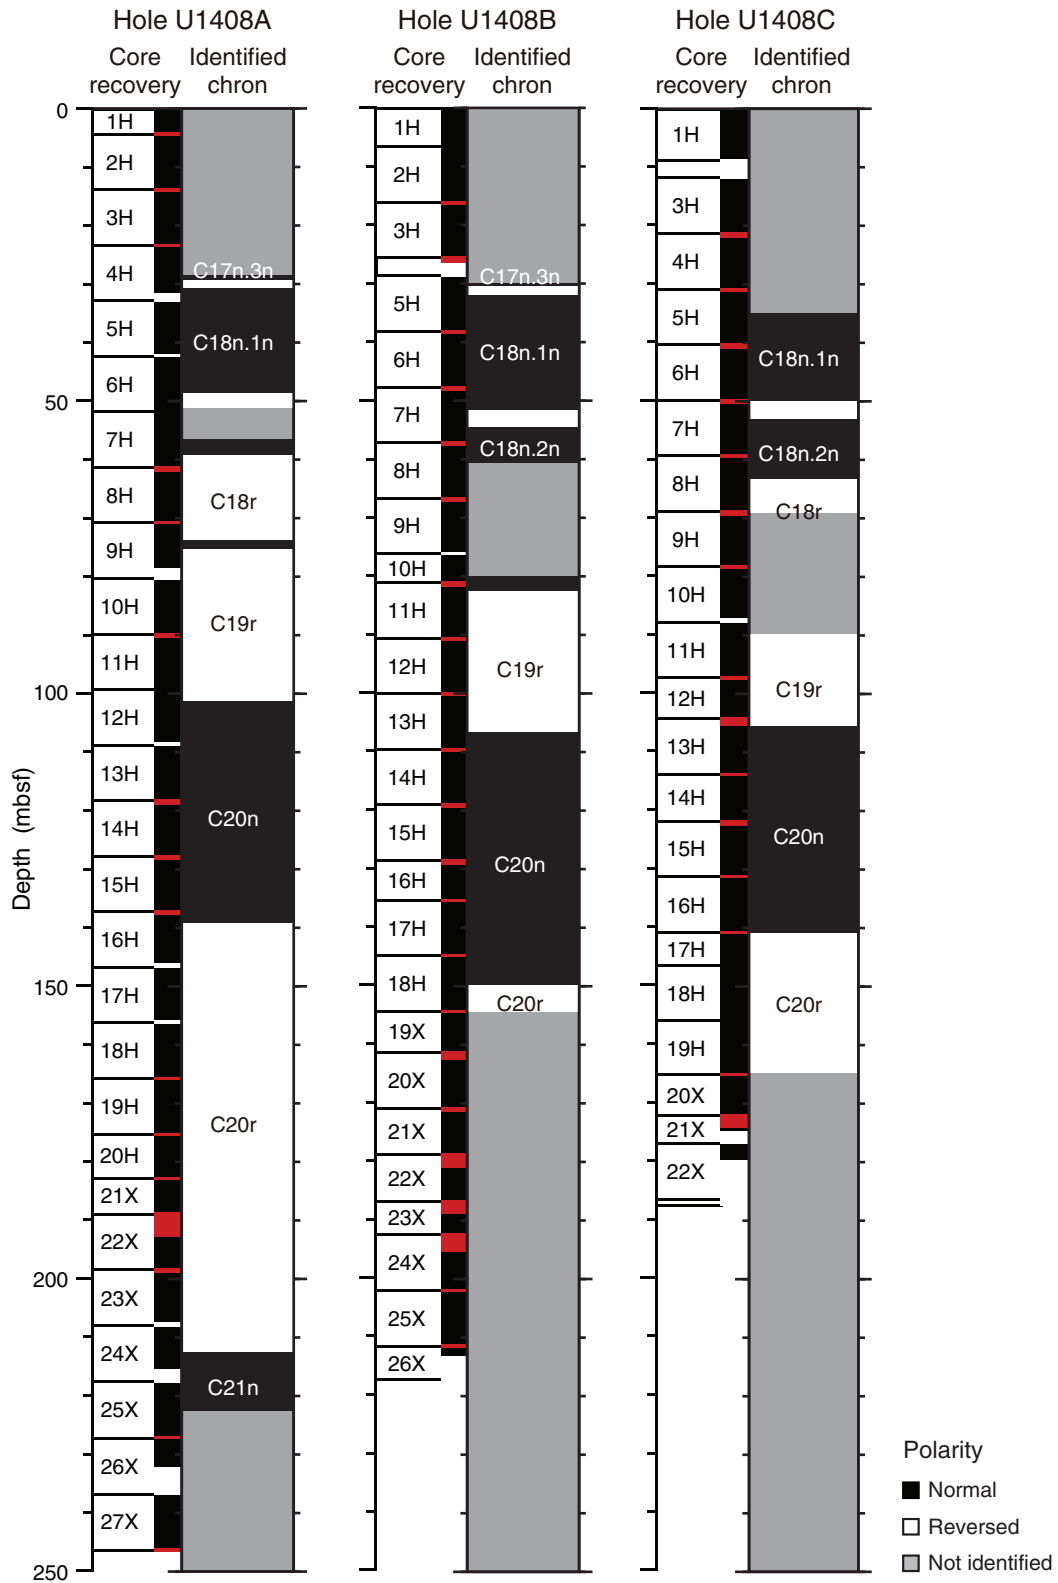 Hole U1408A
Hole U1408B
Hole U1408C
Core recovery
Identified chron
Core recovery
Identified chron
Core recovery
Identified chron
Depth (mbsf)
0
50
100
150
200
250
1H
2H
3H
4H
5H
6H
7H
8H
9H
10H
11H
12H
13H
14H
15H
16H
17H
18H
19H
20H
21X
22X
23X
24X
25X
26X
27X
C17n.3n
C18n.1n
C18r
C19r
C20n
C20r
C21n
1H
2H
3H
5H
6H
7H
8H
9H
10H
11H
12H
13H
14H
15H
16H
17H
18H
19X
20X
21X
22X
23X
24X
25X
26X
C17n.3n
C18n.1n
C18n.2n
C19r
C20n
C20r
1H
3H
4H
5H
6H
7H
8H
9H
10H
11H
12H
13H
14H
15H
16H
17H
18H
19H
20X
21X
22X
C18n.1n
C18n.2n
C18r
C19r
C20n
C20r
Polarity
Normal
Reversed
Not identified